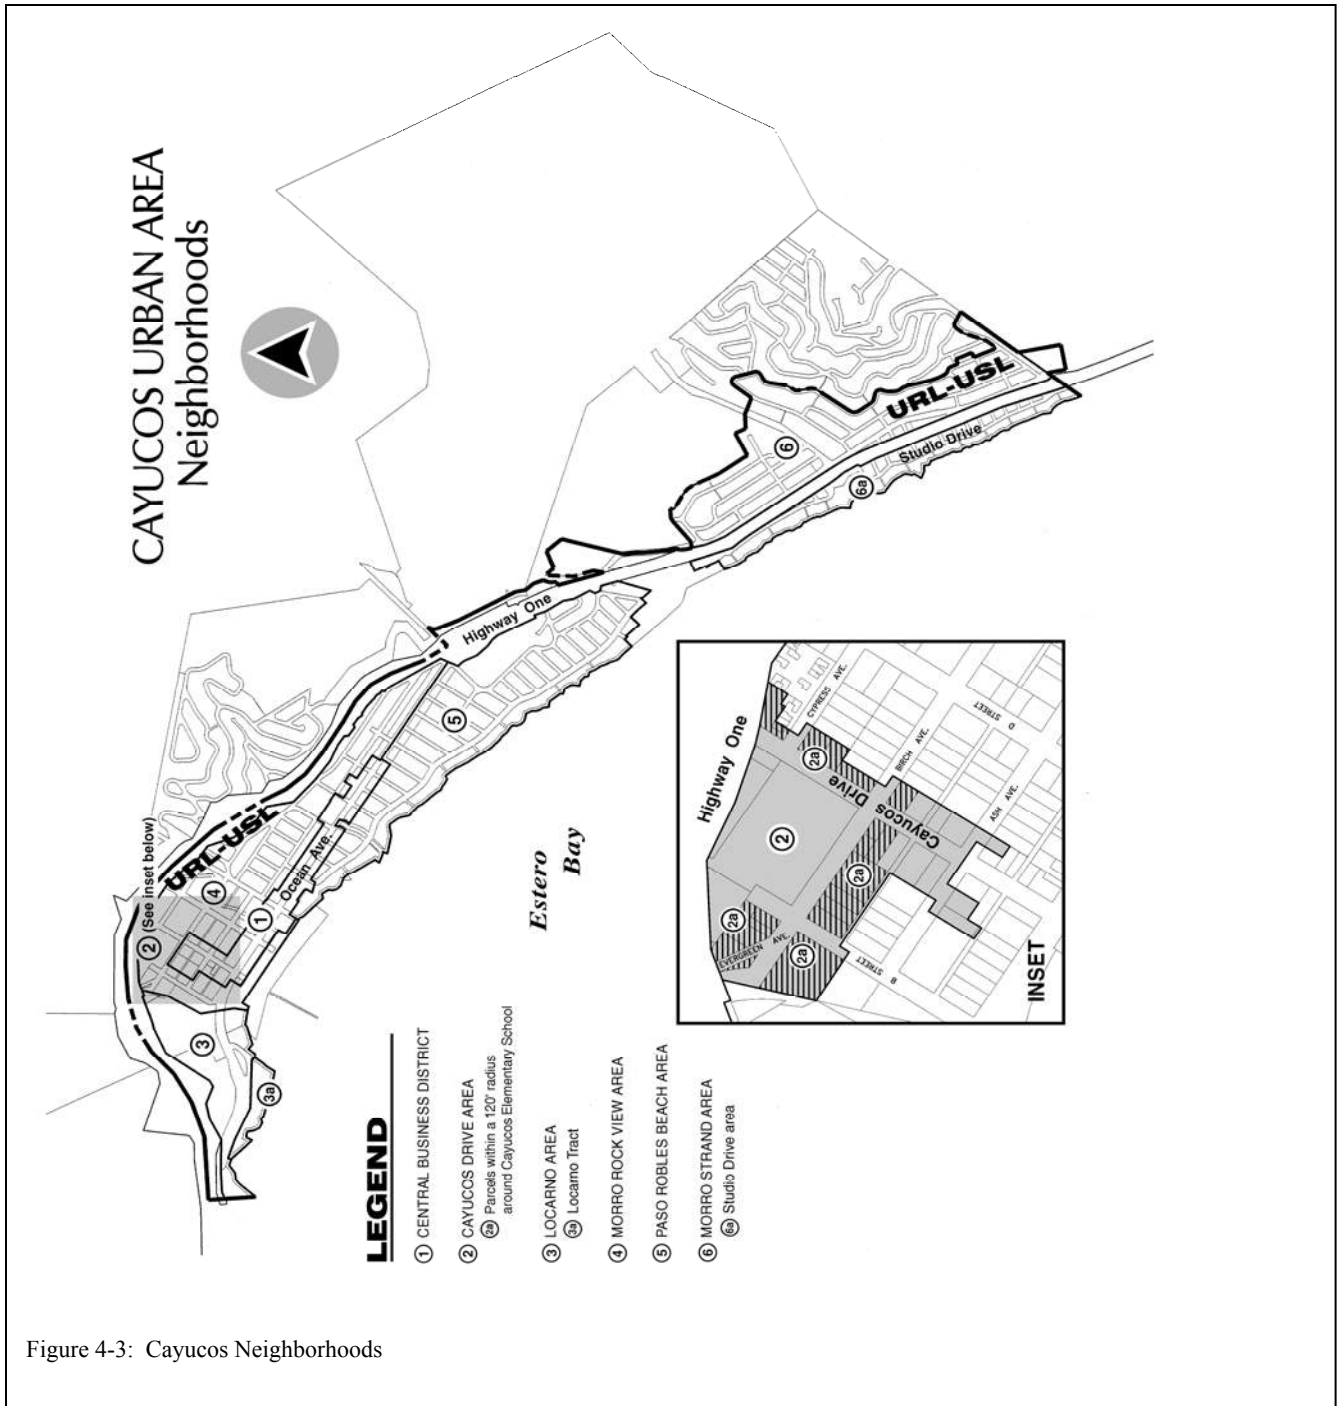 CAYUCOS URBAN AREA
Neighborhoods
2 (See inset below)
URL-USL
4
1
Ocean Ave.
3
3a
5
Highway One
6
URL-USL
Studio Drive
6a
Estero
Bay
LEGEND
1 CENTRAL BUSINESS DISTRICT
2 CAYUCCS DRIVE AREA
2a Parcels within a 120' radius
around Cayucos Elementary School
3 LOCARNO AREA
3a Locarno Tract
4 MORRO ROCK VIEW AREA
5 PASO ROBLES BEACH AREA
6 MORRO STRAND AREA
6a Studio Drive area
Highway One
CYPRESS AVE.
2a
BIRCH AVE.
D STREET
2
Cayucos Drive
ASH AVE.
2a
2a
EVERGREEN AVE.
2a
B STREET
INSET
Figure 4-3: Cayucos Neighborhoods